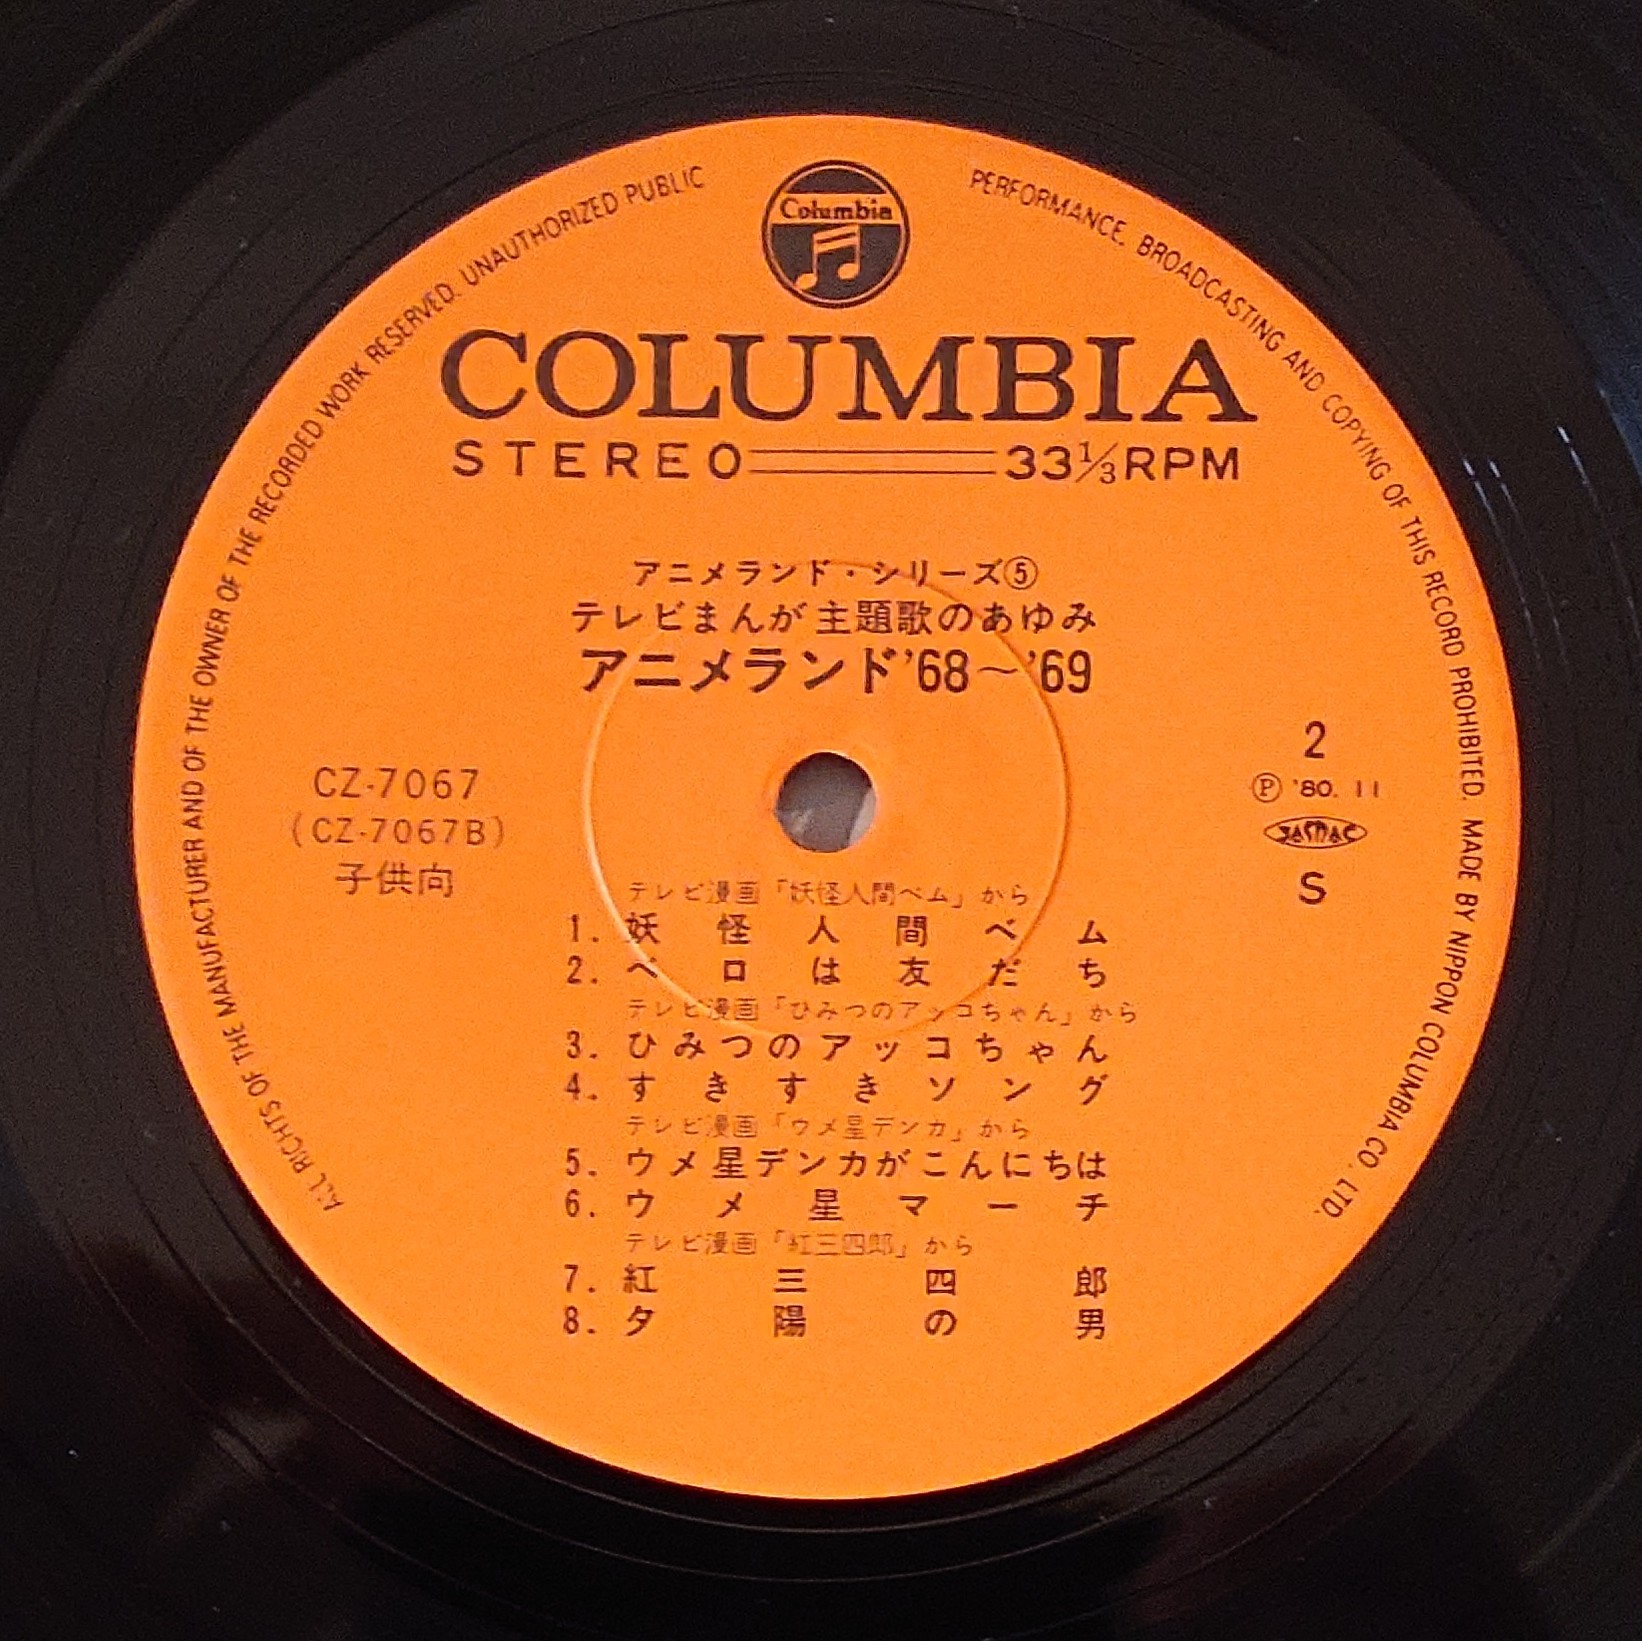 ALL RIGHTS OF THE MANUFACTURER AND OF THE OWNER OF THE RECORDED WORK RESERVED. UNAUTHORIZED PUBLIC PERFORMANCE. BROADCASTING AND COPYING OF THIS RECORD PROHIBITED. MADE BY NIPPON COLUMBIA CO., LTD.
Columbia
COLUMBIA
STEREO 33⅓RPM
アニメランド・シリーズ⑤
テレビまんが主題歌のあゆみ
アニメランド'68〜'69
CZ-7067
(CZ-7067B)
子供向
2
Ⓟ '80. 11
JASRAC
S
テレビ漫画「妖怪人間ベム」から
1. 妖怪人間ベム
2. ベロは友だち
テレビ漫画「ひみつのアッコちゃん」から
3. ひみつのアッコちゃん
4. すきすきソング
テレビ漫画「ウメ星デンカ」から
5. ウメ星デンカがこんにちは
6. ウメ星マーチ
テレビ漫画「紅三四郎」から
7. 紅三四郎
8. 夕陽の男